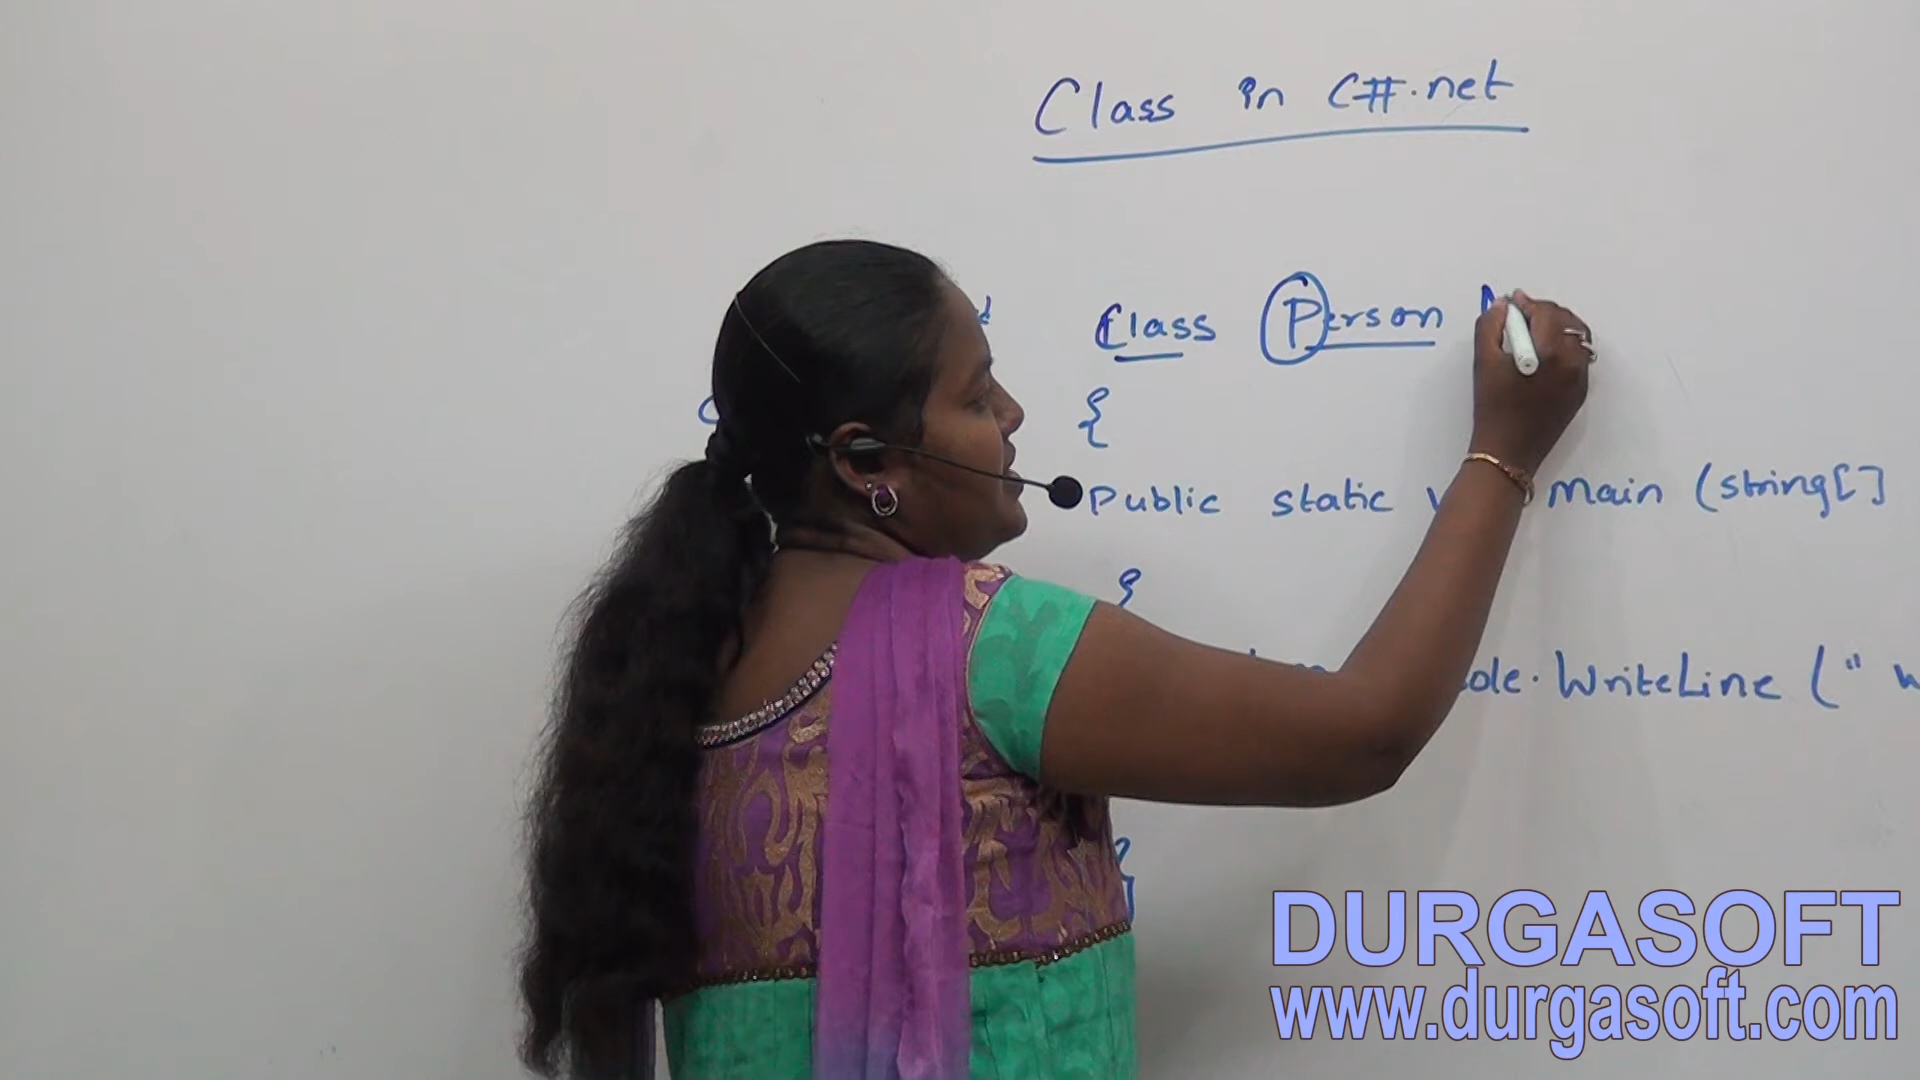 Class in C#.net
Class Person
{
Public static Main (string[]
{
ole.WriteLine ("
}
DURGASOFT
www.durgasoft.com